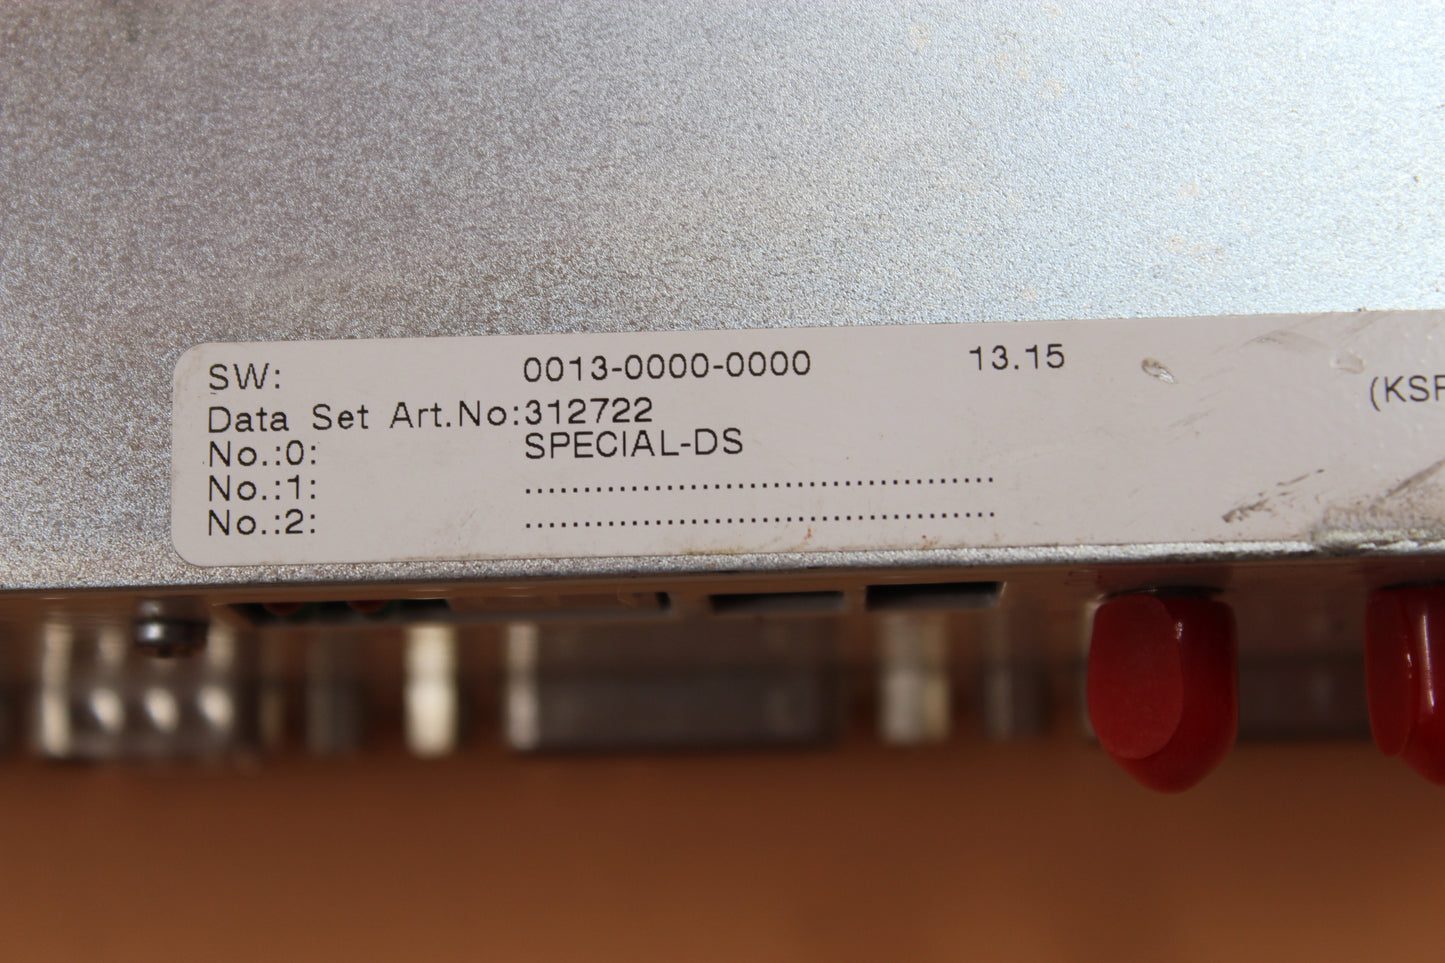 SW: 0013-0000-0000 13.15
(KSF
Data Set Art.No:312722
No.:0: SPECIAL-DS
No.:1: ........................................
No.:2: ........................................